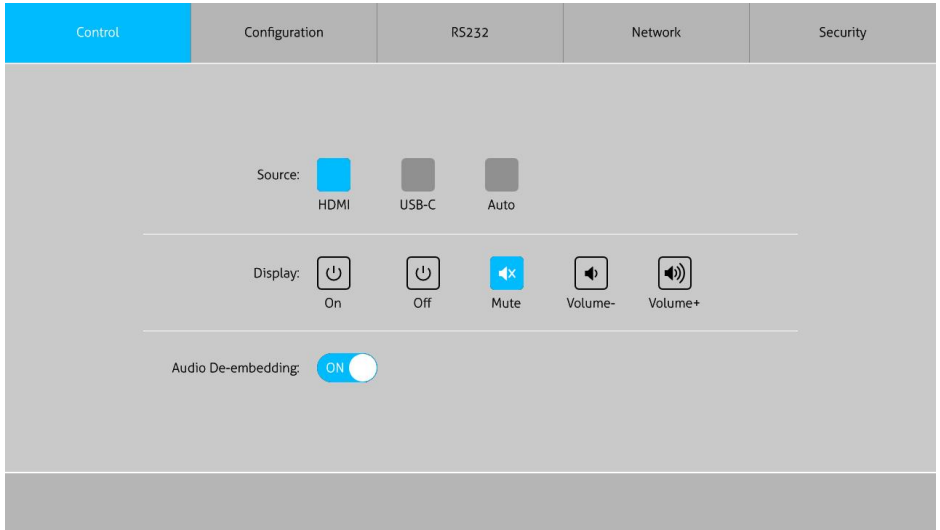 Control Configuration RS232 Network Security
Source:
HDMI USB-C Auto
Display:
On Off Mute Volume- Volume+
Audio De-embedding: ON